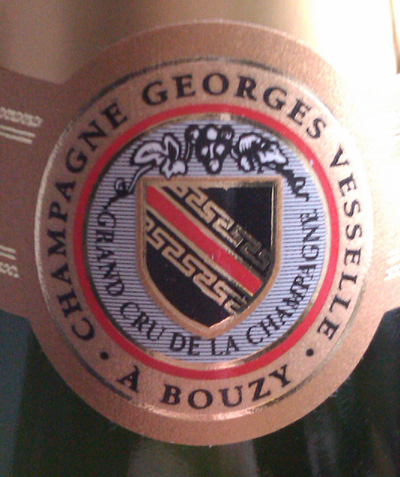 CHAMPAGNE GEORGES VESSELLE
• À BOUZY •
GRAND CRU DE LA CHAMPAGNE